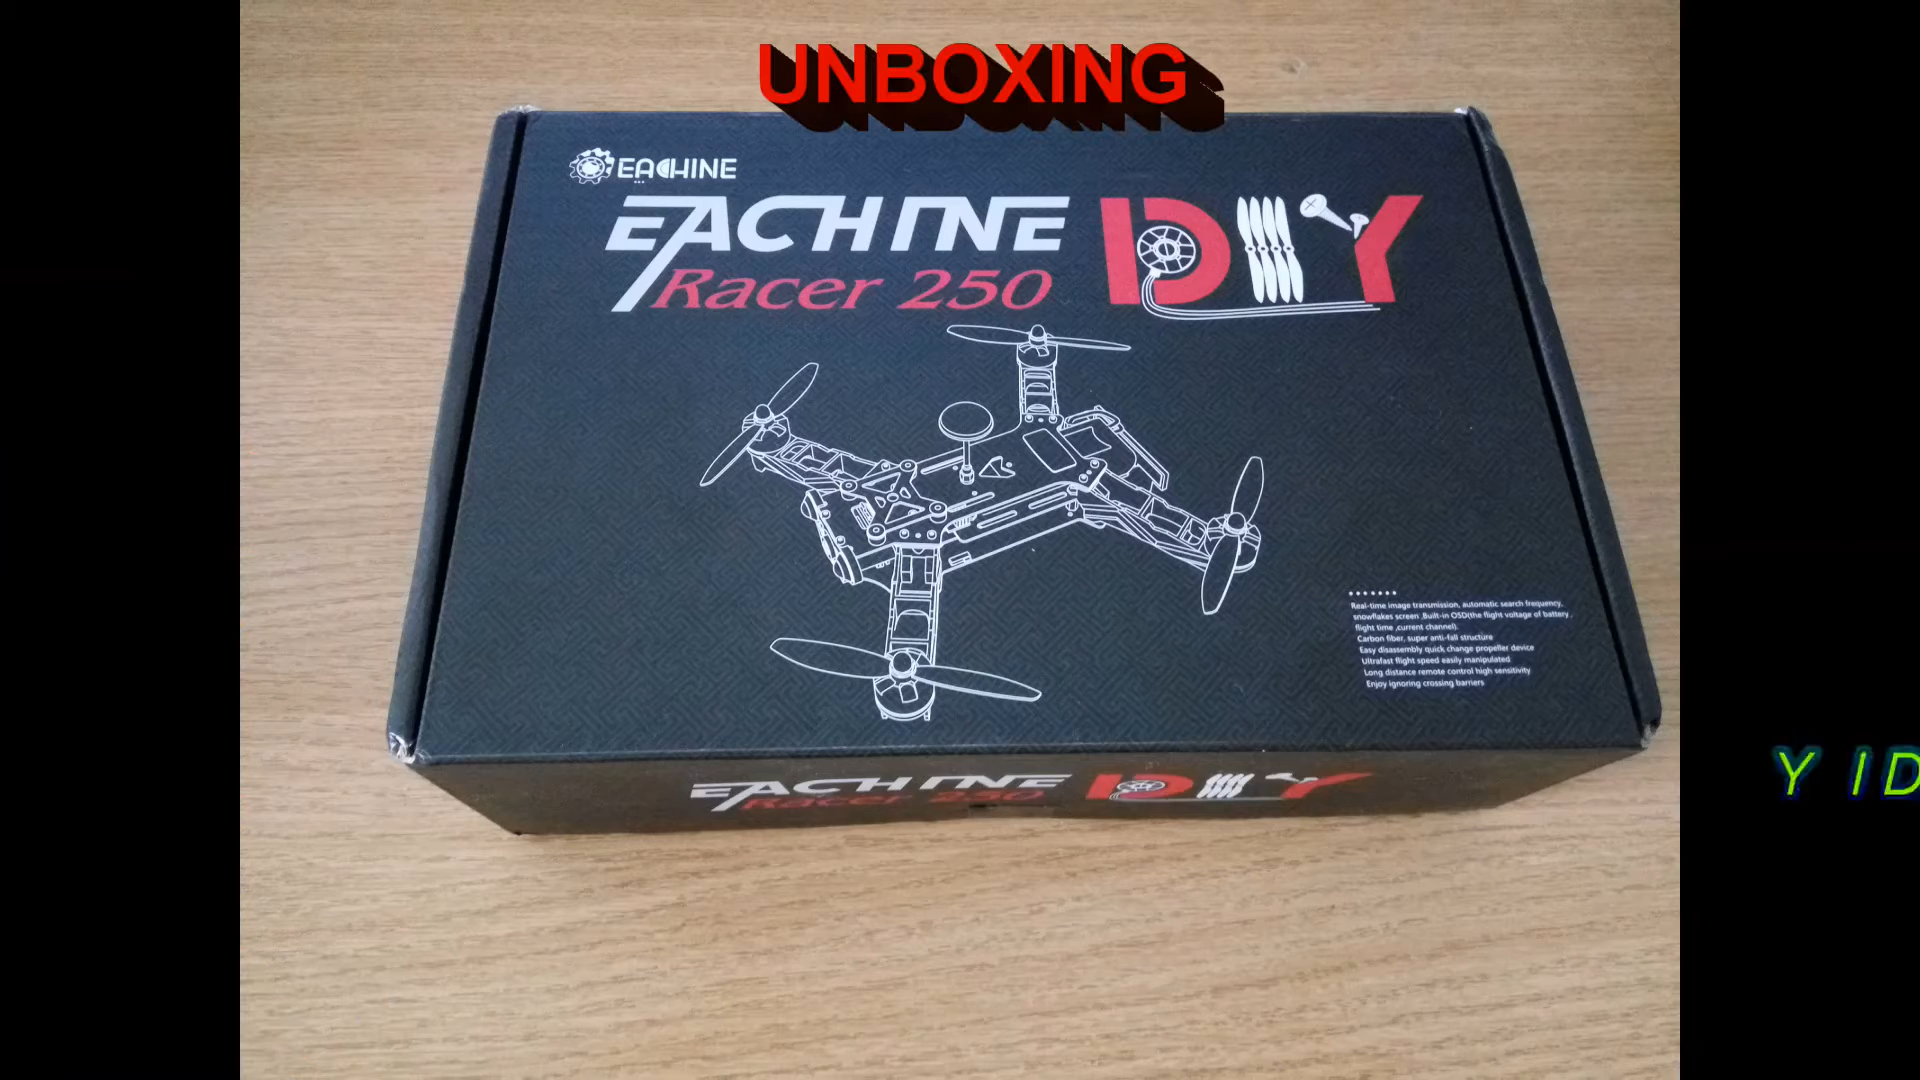 UNBOXING
EACHINE
EACHINE DIY
Racer 250
Real-time image transmission, automatic search frequency,
snowflakes screen ,Built-in OSD(the flight voltage of battery ,
flight time ,current channel).
Carbon fiber, super anti-fall structure
Easy disassembly quick change propeller device
Ultrafast flight speed easily manipulated
Long distance remote control high sensitivity
Enjoy ignoring crossing barriers
Y ID
EACHINE DIY
Racer 250